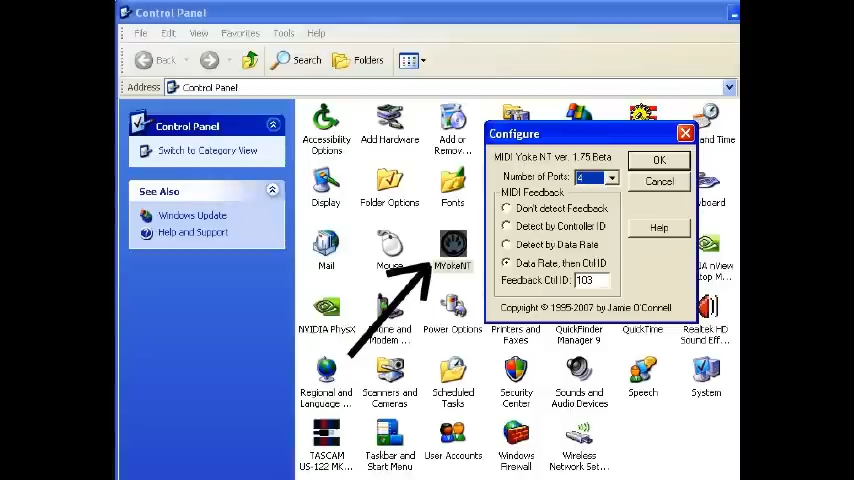 Control Panel
File Edit View Favorites Tools Help
Back Search Folders
Address Control Panel
Control Panel
Switch to Category View
See Also
Windows Update
Help and Support
Accessibility Options
Add Hardware
Add or Remov...
and Time
Display
Folder Options
Fonts
Mail
Mouse
MYokeNT
NVIDIA PhysX
Phone and Modem ...
Power Options
Printers and Faxes
QuickFinder Manager 9
QuickTime
Realtek HD Sound Eff...
Regional and Language ...
Scanners and Cameras
Scheduled Tasks
Security Center
Sounds and Audio Devices
Speech
System
TASCAM US-122 MK...
Taskbar and Start Menu
User Accounts
Windows Firewall
Wireless Network Set...
Configure
MIDI Yoke NT ver. 1.75 Beta
Number of Ports: 4
MIDI Feedback
Don't detect Feedback
Detect by Controller ID
Detect by Data Rate
Data Rate, then Ctrl ID
Feedback Ctrl ID: 103
OK
Cancel
Help
Copyright © 1995-2007 by Jamie O'Connell